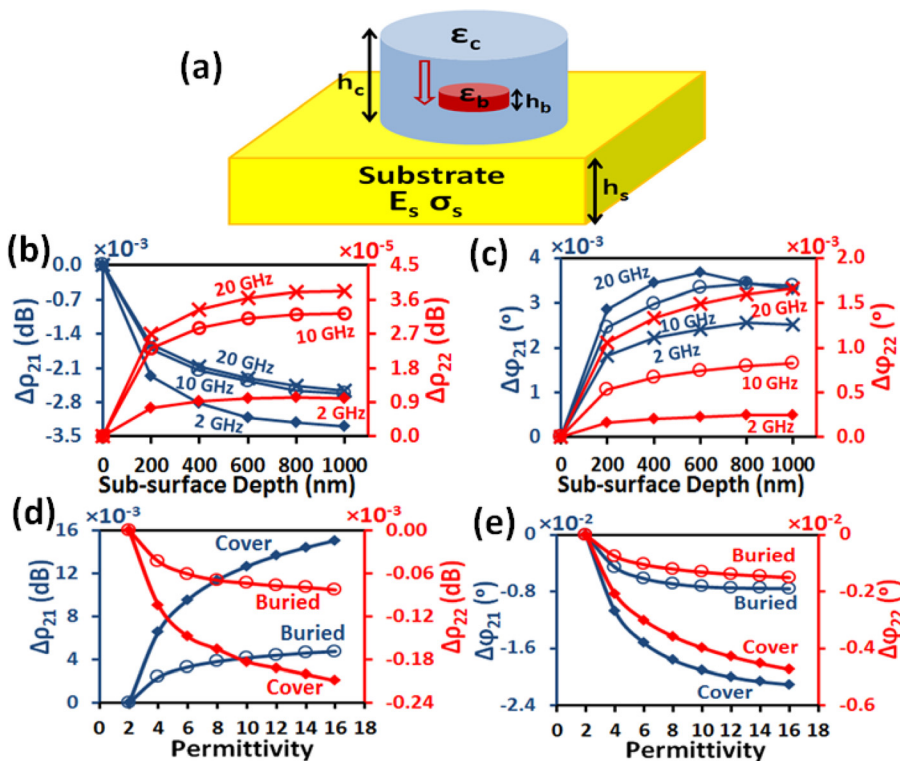 (a)
ε_c
h_c
ε_b
h_b
Substrate
E_s σ_s
h_s
(b)
×10⁻³
×10⁻⁵
0.0
-0.7
-1.4
-2.1
-2.8
-3.5
Δρ₂₁ (dB)
20 GHz
10 GHz
20 GHz
10 GHz
2 GHz
2 GHz
4.5
3.6
2.7
1.8
0.9
0.0
Δρ₂₂ (dB)
0 200 400 600 800 1000
Sub-surface Depth (nm)
(c)
×10⁻³
×10⁻³
4
3
2
1
0
Δφ₂₁ (º)
20 GHz
10 GHz
20 GHz
2 GHz
10 GHz
2 GHz
2.0
1.5
1.0
0.5
0.0
Δφ₂₂ (º)
0 200 400 600 800 1000
Sub-surface Depth (nm)
(d)
×10⁻³
×10⁻³
16
12
8
4
0
Δρ₂₁ (dB)
Cover
Buried
Buried
Cover
0.00
-0.06
-0.12
-0.18
-0.24
Δρ₂₂ (dB)
0 2 4 6 8 10 12 14 16 18
Permittivity
(e)
×10⁻²
×10⁻²
0
-0.8
-1.6
-2.4
Δφ₂₁ (º)
Buried
Buried
Cover
Cover
0
-0.2
-0.4
-0.6
Δφ₂₂ (º)
0 2 4 6 8 10 12 14 16 18
Permittivity